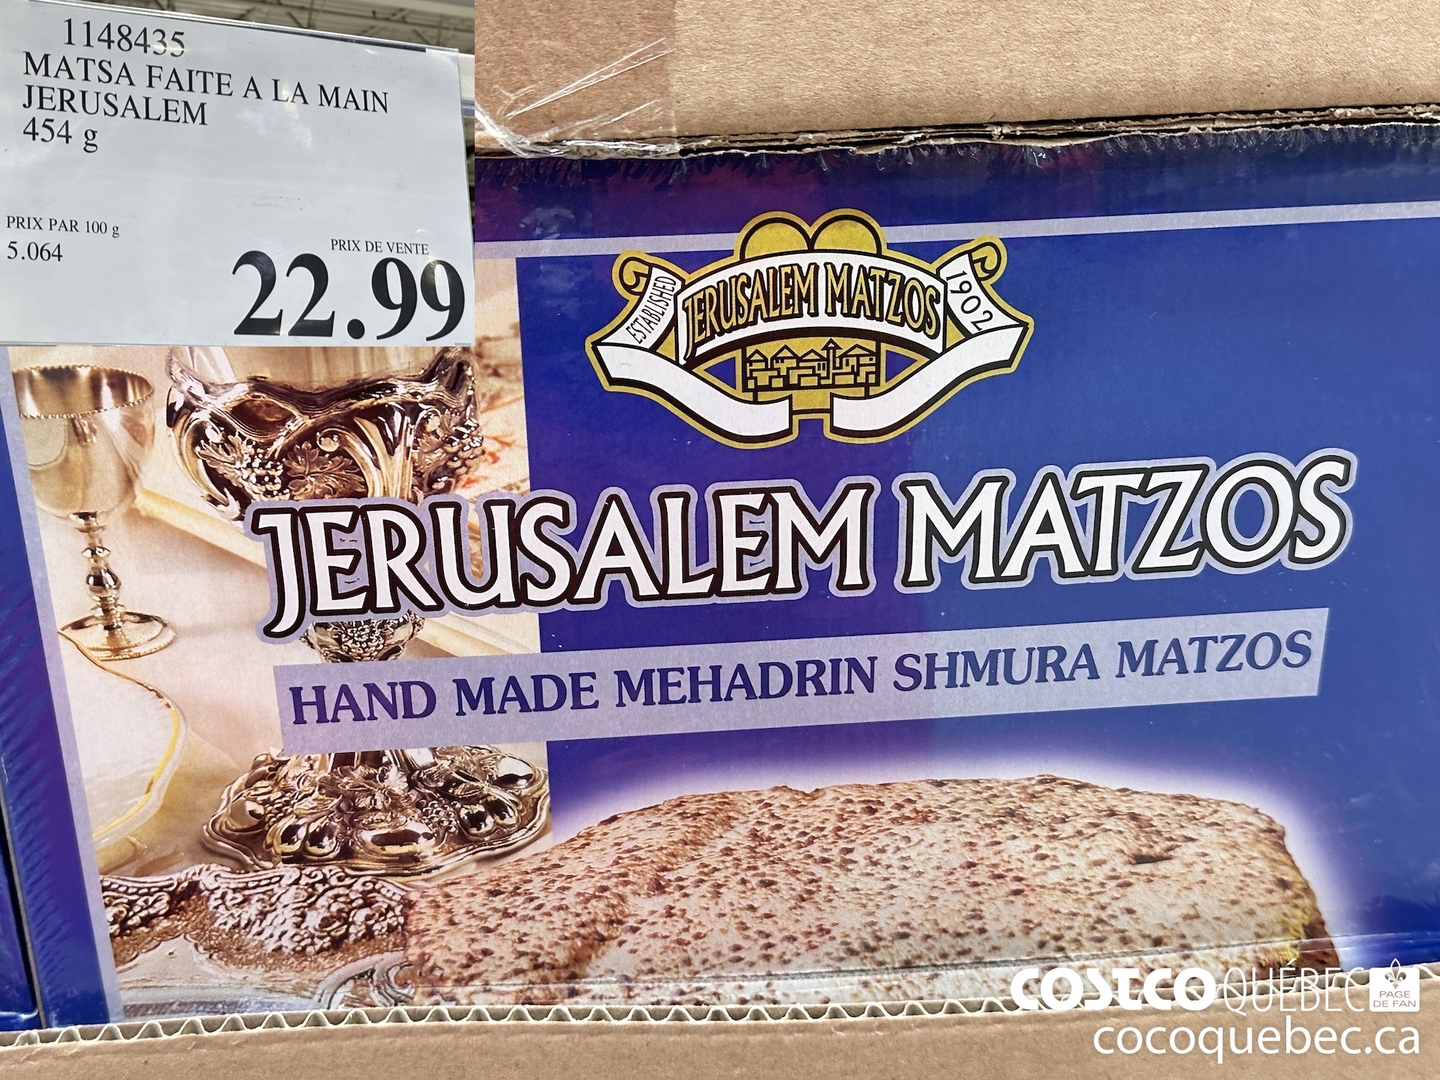 1148435
MATSA FAITE A LA MAIN
JERUSALEM
454 g
PRIX PAR 100 g
5.064
PRIX DE VENTE
22.99
ESTABLISHED
JERUSALEM MATZOS
1902
JERUSALEM MATZOS
HAND MADE MEHADRIN SHMURA MATZOS
COSTCO QUÉBEC
PAGE
DE FAN
cocoquebec.ca